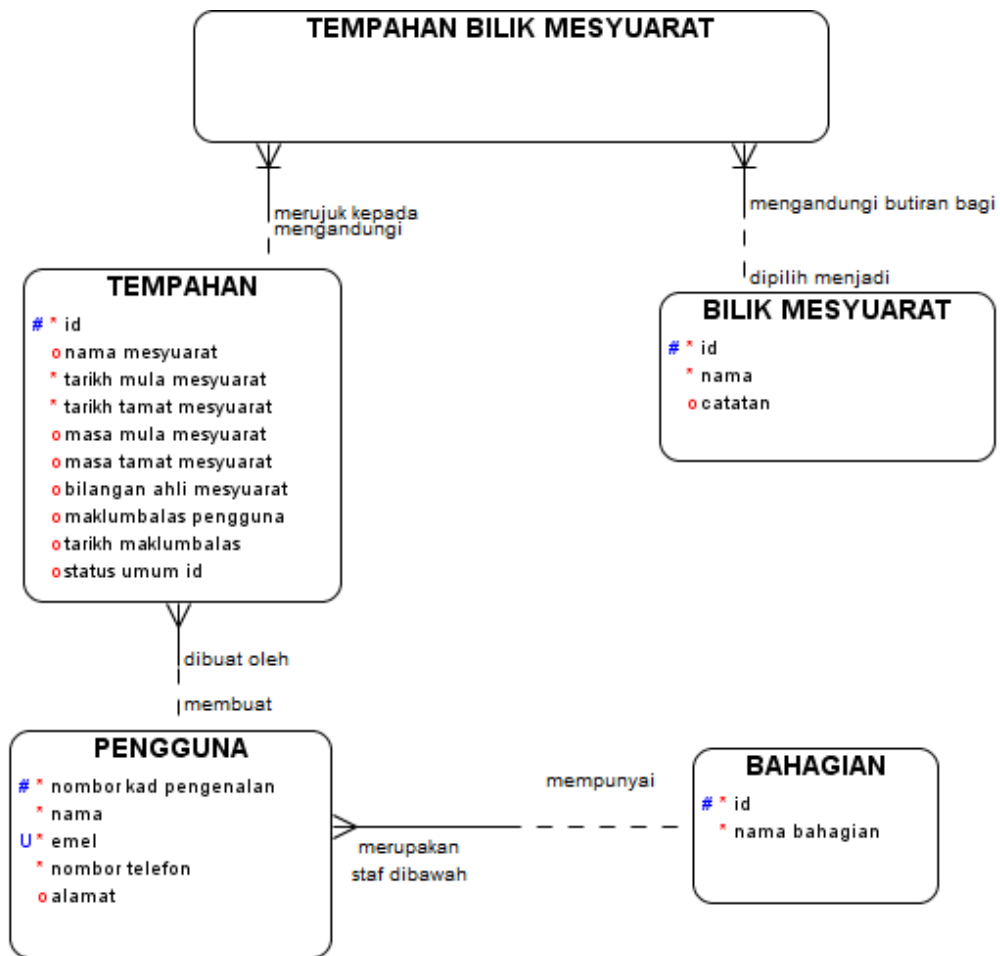 TEMPAHAN BILIK MESYUARAT
merujuk kepada
mengandungi
mengandungi butiran bagi
dipilih menjadi
TEMPAHAN
# * id
o nama mesyuarat
* tarikh mula mesyuarat
* tarikh tamat mesyuarat
o masa mula mesyuarat
o masa tamat mesyuarat
o bilangan ahli mesyuarat
o maklumbalas pengguna
o tarikh maklumbalas
o status umum id
BILIK MESYUARAT
# * id
* nama
o catatan
dibuat oleh
membuat
PENGGUNA
# * nombor kad pengenalan
* nama
U * emel
* nombor telefon
o alamat
mempunyai
merupakan
staf dibawah
BAHAGIAN
# * id
* nama bahagian